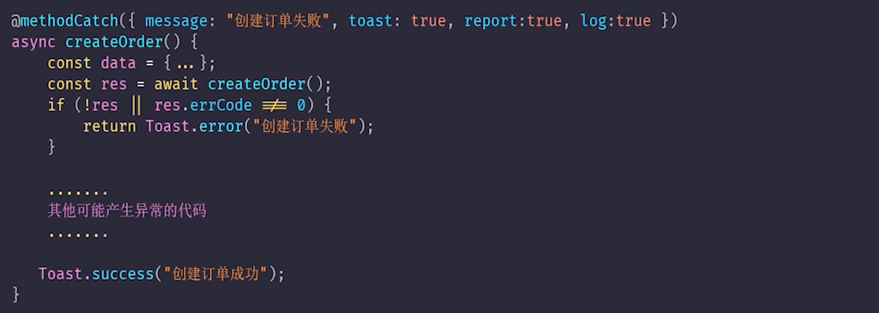 @methodCatch({ message: "创建订单失败", toast: true, report:true, log:true })
async createOrder() {
    const data = {...};
    const res = await createOrder();
    if (!res || res.errCode !== 0) {
        return Toast.error("创建订单失败");
    }
    .......
    其他可能产生异常的代码
    .......
   Toast.success("创建订单成功");
}